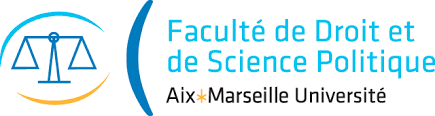 Faculté de Droit et
de Science Politique
Aix*Marseille Université